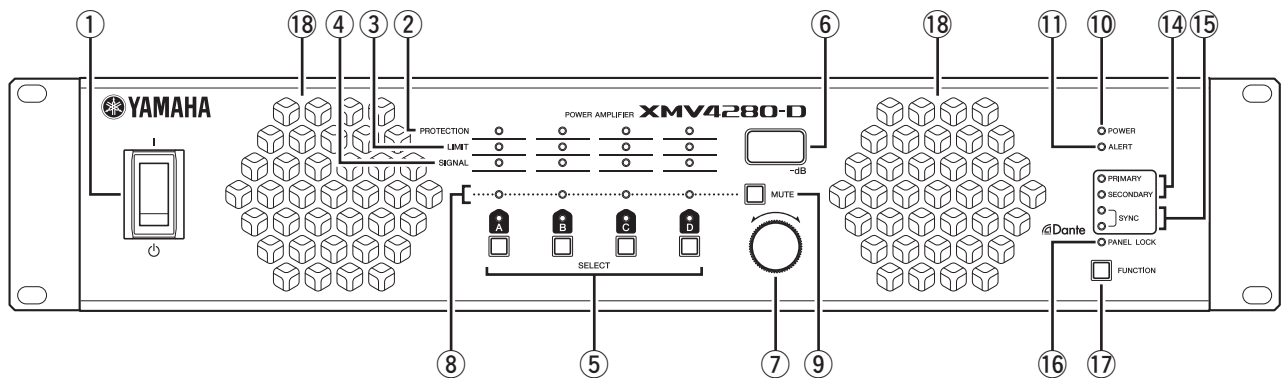 ① ⑱ ④ ③ ② ⑥ ⑱ ⑪ ⑩ ⑭ ⑮
YAMAHA
POWER AMPLIFIER XMV4280-D
PROTECTION
LIMIT
SIGNAL
-dB
MUTE
A B C D
SELECT
POWER
ALERT
PRIMARY
SECONDARY
SYNC
Dante
PANEL LOCK
FUNCTION
⑧ ⑤ ⑦ ⑨ ⑯ ⑰